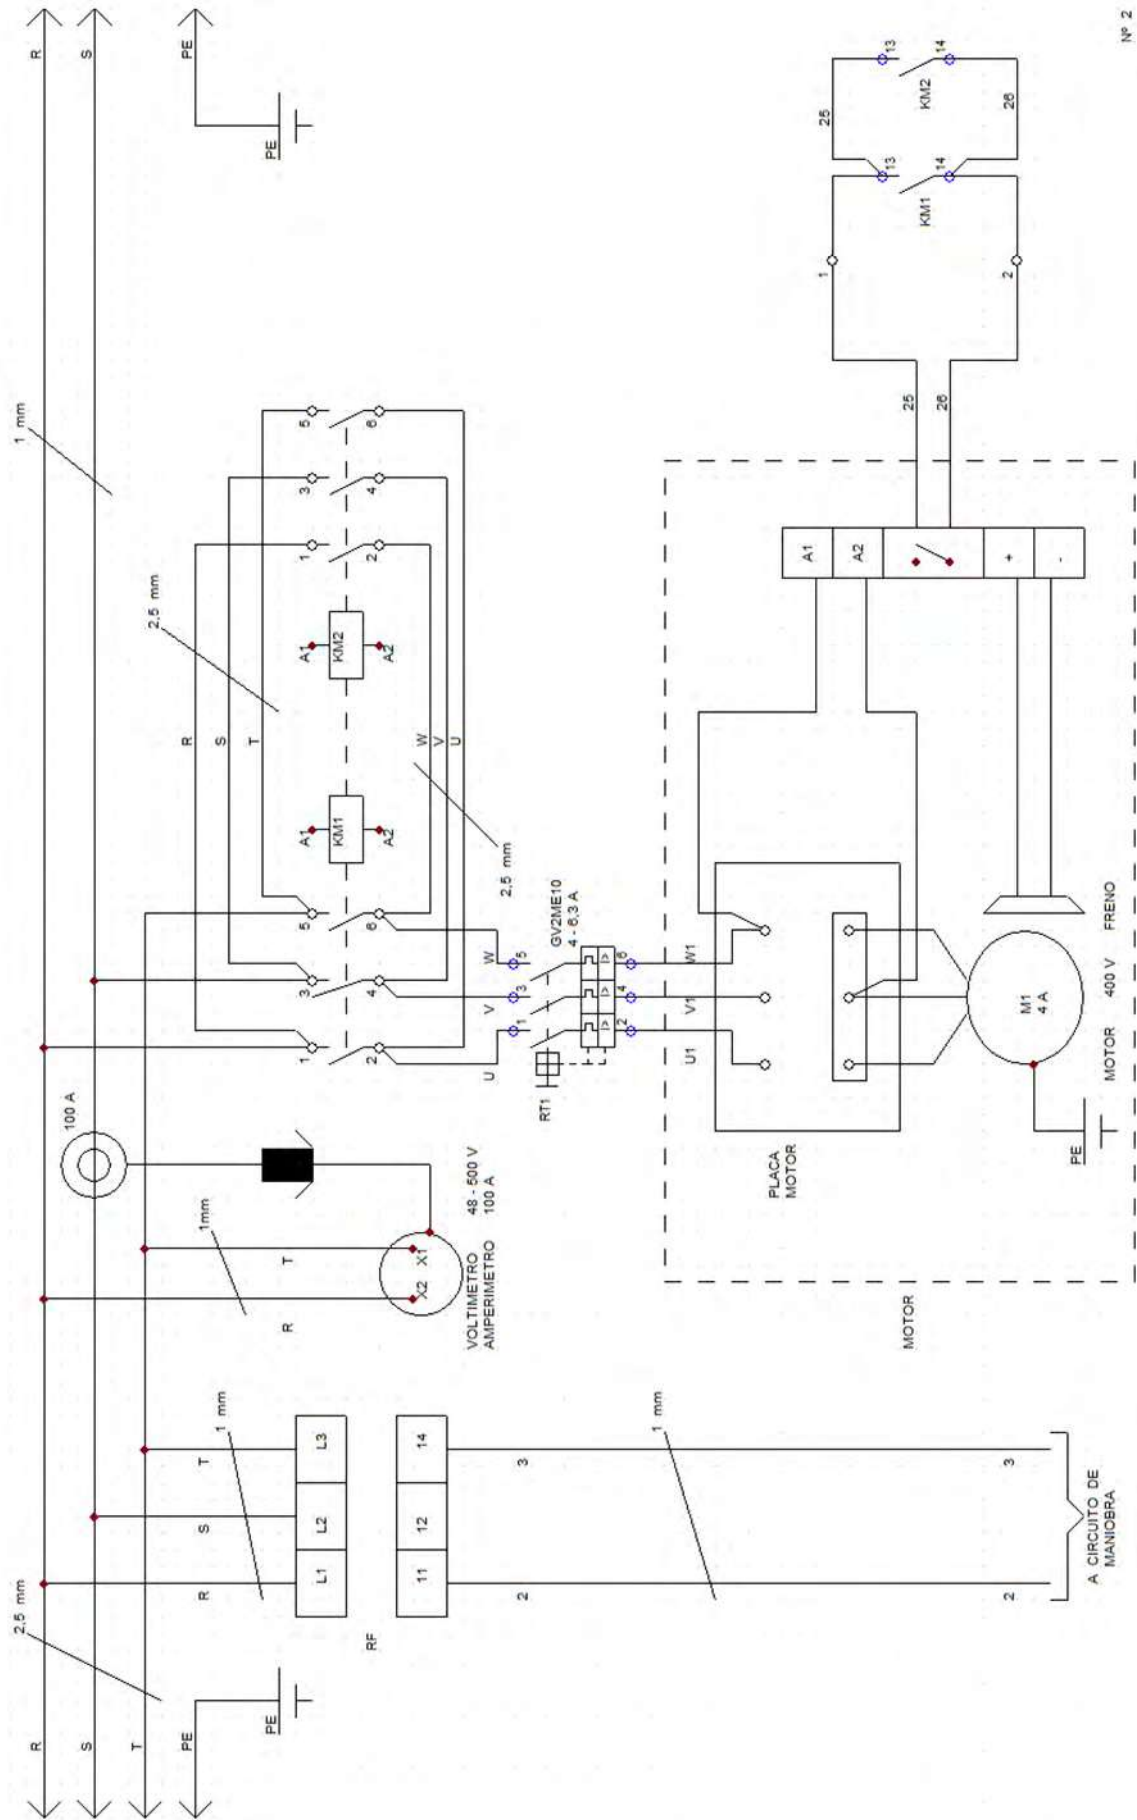 2,5 mm
1 mm
R
S
T
PE
R
S
PE
PE
PE
R
S
T
1 mm
L1
L2
L3
RF
11
12
14
2
3
1 mm
2
3
A CIRCUITO DE
MANIOBRA
R
T
1mm
X2
X1
VOLTIMETRO
AMPERIMETRO
48 - 500 V
100 A
100 A
1
3
5
2
4
6
A1
KM1
A2
A1
KM2
A2
R
S
T
2,5 mm
W
V
U
2,5 mm
1
3
5
2
4
6
U
V
W
1
3
5
GV2ME10
4 - 6,3 A
RT1
I>
I>
I>
2
4
6
U1
V1
W1
PLACA
MOTOR
M1
4 A
PE
MOTOR
400 V
FRENO
MOTOR
A1
A2
+
-
25
26
1
2
13
KM1
14
25
26
13
KM2
14
Nº 2